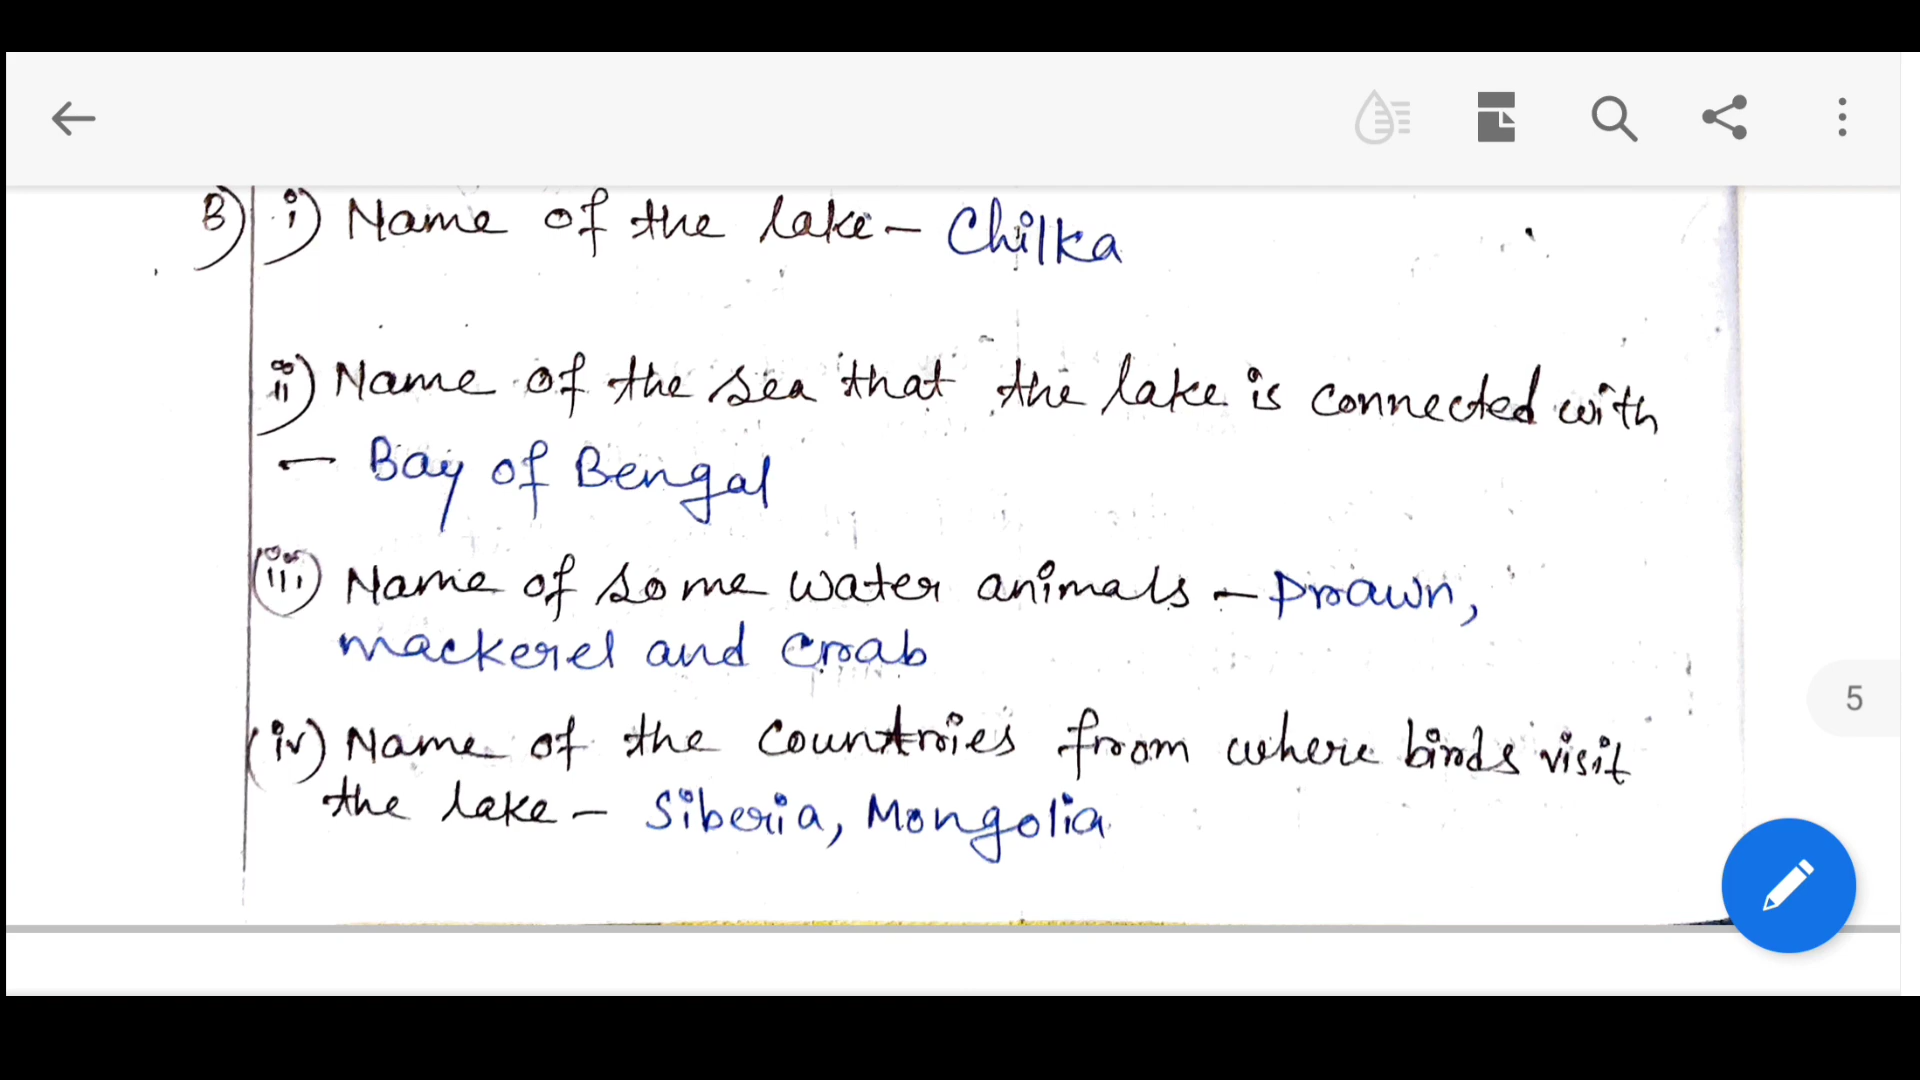 B) i) Name of the lake - Chilka
ii) Name of the sea that the lake is connected with
- Bay of Bengal
(iii) Name of some water animals - Prawn,
mackerel and Crab
(iv) Name of the countries from where birds visit
the lake - Siberia, Mongolia
5